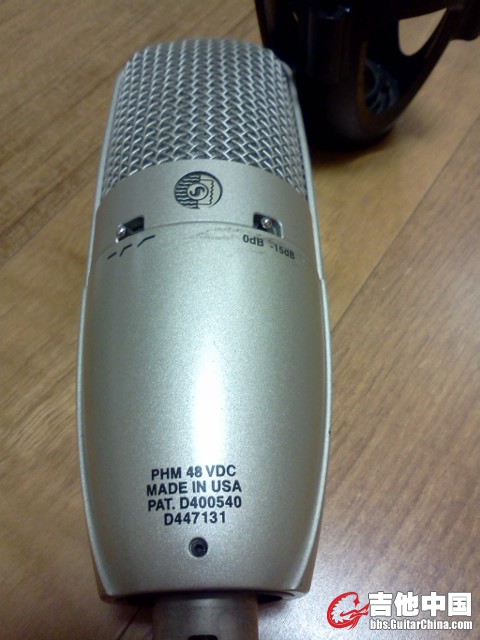 0dB -15dB
PHM 48 VDC
MADE IN USA
PAT. D400540
D447131
吉他中国
bbs.GuitarChina.com